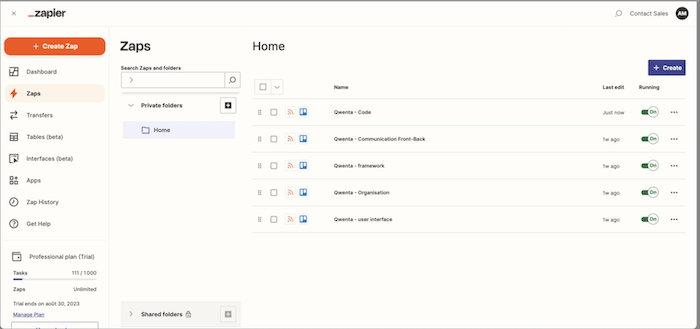 _zapier
Contact Sales
AM
+ Create Zap
Dashboard
Zaps
Transfers
Tables (beta)
Interfaces (beta)
Apps
Zap History
Get Help
Professional plan (Trial)
Tasks 111 / 1 000
Zaps Unlimited
Trial ends on août 30, 2023
Manage Plan
Zaps
Search Zaps and folders
Private folders
Home
Shared folders
Home
+ Create
Name Last edit Running
Qwenta - Code Just now On
Qwenta - Communication Front-Back 1w ago On
Qwenta - framework 1w ago On
Qwenta - Organisation 1w ago On
Qwenta - user interface 1w ago On